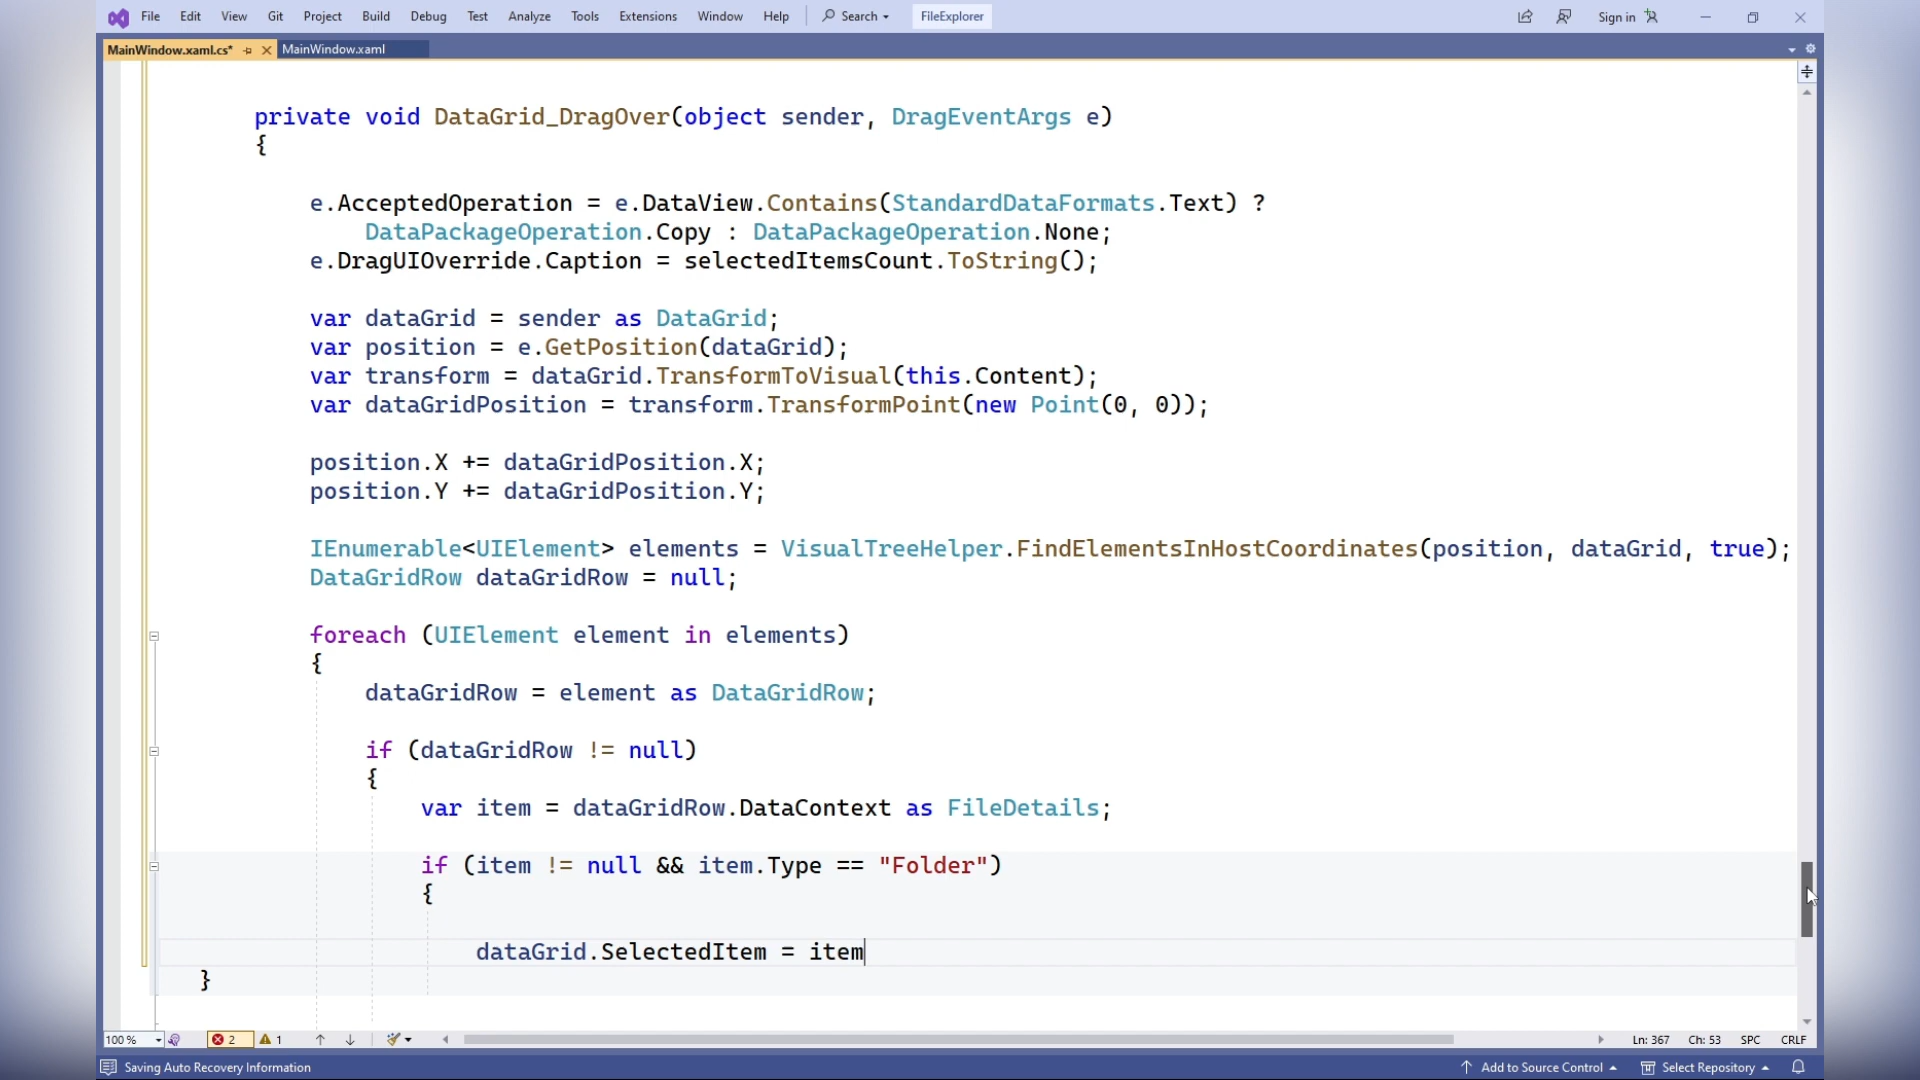 File Edit View Git Project Build Debug Test Analyze Tools Extensions Window Help Search FileExplorer Sign in
MainWindow.xaml.cs* MainWindow.xaml
private void DataGrid_DragOver(object sender, DragEventArgs e)
{
e.AcceptedOperation = e.DataView.Contains(StandardDataFormats.Text) ?
DataPackageOperation.Copy : DataPackageOperation.None;
e.DragUIOverride.Caption = selectedItemsCount.ToString();
var dataGrid = sender as DataGrid;
var position = e.GetPosition(dataGrid);
var transform = dataGrid.TransformToVisual(this.Content);
var dataGridPosition = transform.TransformPoint(new Point(0, 0));
position.X += dataGridPosition.X;
position.Y += dataGridPosition.Y;
IEnumerable<UIElement> elements = VisualTreeHelper.FindElementsInHostCoordinates(position, dataGrid, true);
DataGridRow dataGridRow = null;
foreach (UIElement element in elements)
{
dataGridRow = element as DataGridRow;
if (dataGridRow != null)
{
var item = dataGridRow.DataContext as FileDetails;
if (item != null && item.Type == "Folder")
{
dataGrid.SelectedItem = item
}
100 % 2 1 Ln: 367 Ch: 53 SPC CRLF
Saving Auto Recovery Information Add to Source Control Select Repository